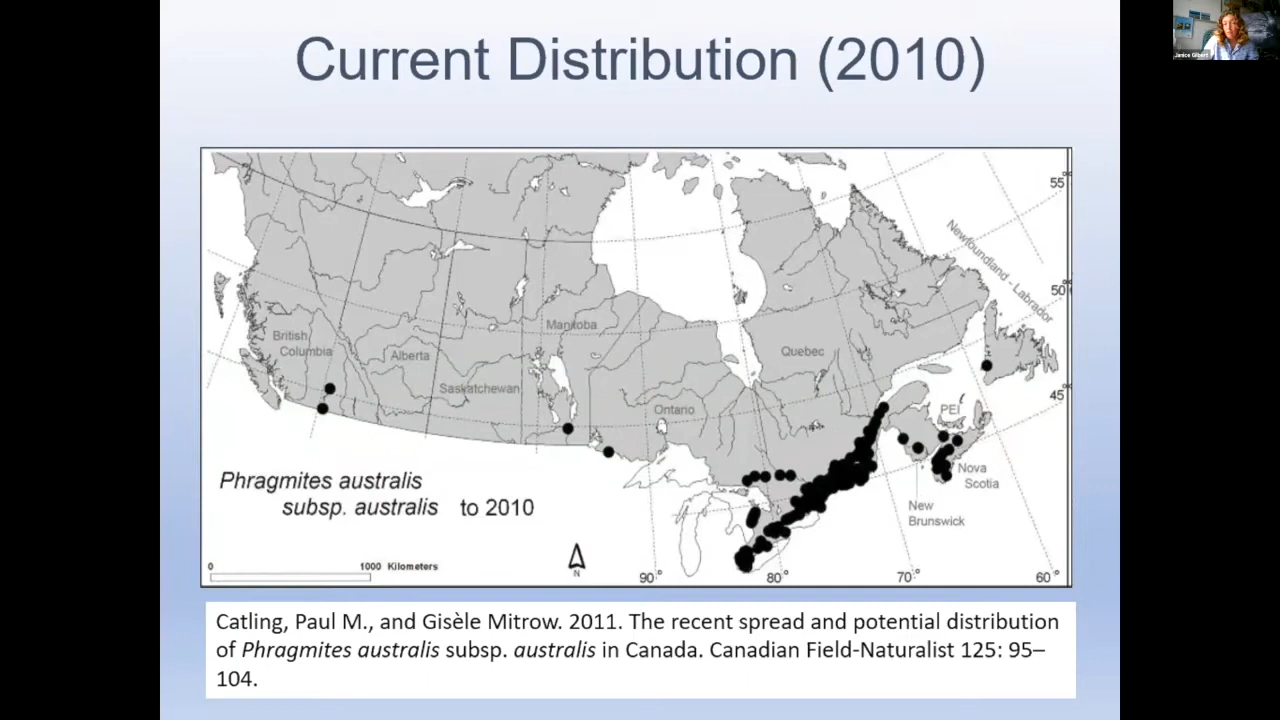 Current Distribution (2010)
Janice Gilbert
55°
Newfoundland - Labrador
50°
British
Columbia
Manitoba
Alberta
Quebec
Saskatchewan
45°
Ontario
PEI
Phragmites australis
subsp. australis to 2010
Nova
Scotia
New
Brunswick
0 1000 Kilometers
N
90° 80° 70° 60°
Catling, Paul M., and Gisèle Mitrow. 2011. The recent spread and potential distribution
of Phragmites australis subsp. australis in Canada. Canadian Field-Naturalist 125: 95–
104.